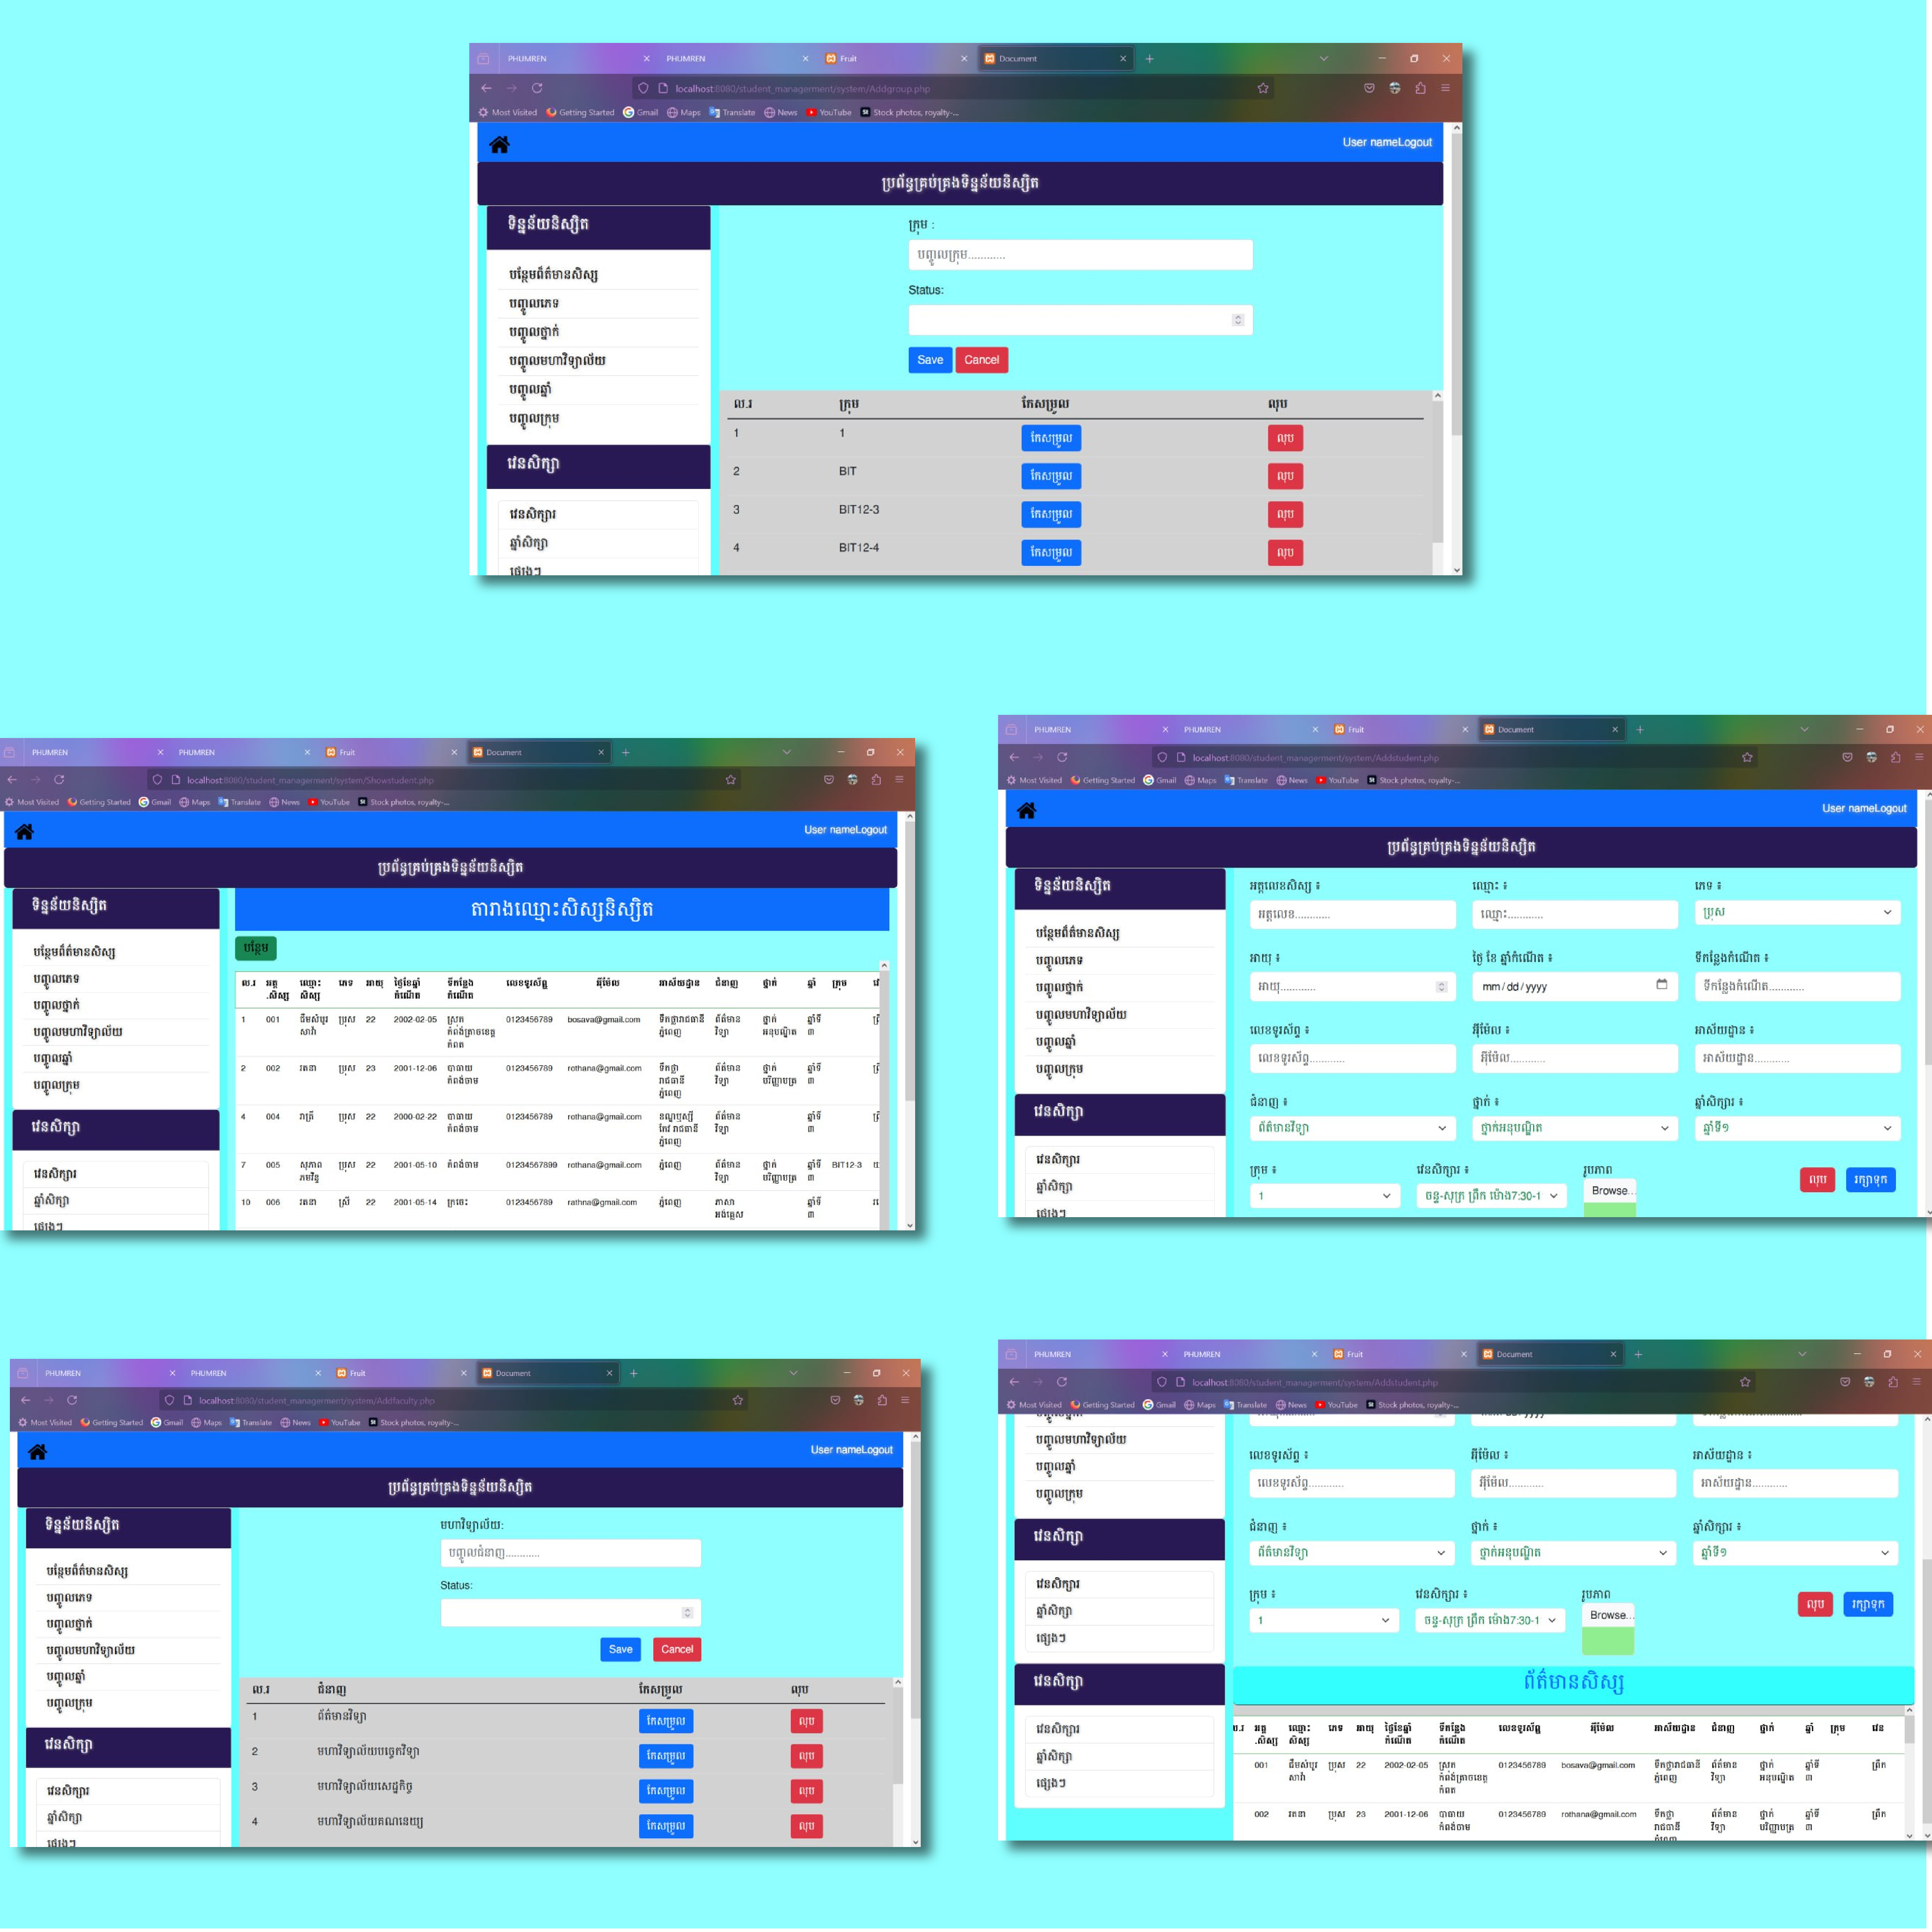 PHUMREN PHUMREN Fruit Document
localhost:8080/student_managerment/system/Addgroup.php
Most Visited Getting Started Gmail Maps Translate News YouTube Stock photos, royalty-...
User nameLogout
ប្រព័ន្ធគ្រប់គ្រងទិន្នន័យនិស្សិត
ទិន្នន័យនិស្សិត
បន្ថែមព័ត៌មានសិស្ស
បញ្ចូលភេទ
បញ្ចូលថ្នាក់
បញ្ចូលមហាវិទ្យាល័យ
បញ្ចូលឆ្នាំ
បញ្ចូលក្រុម
វេនសិក្សា
វេនសិក្សារ
ឆ្នាំសិក្សា
ផ្សេងៗ
ក្រុម :
បញ្ចូលក្រុម............
Status:
Save Cancel
ល.រ ក្រុម កែសម្រួល លុប
1 1 កែសម្រួល លុប
2 BIT កែសម្រួល លុប
3 BIT12-3 កែសម្រួល លុប
4 BIT12-4 កែសម្រួល លុប
PHUMREN PHUMREN Fruit Document
localhost:8080/student_managerment/system/Showstudent.php
Most Visited Getting Started Gmail Maps Translate News YouTube Stock photos, royalty-...
User nameLogout
ប្រព័ន្ធគ្រប់គ្រងទិន្នន័យនិស្សិត
ទិន្នន័យនិស្សិត
បន្ថែមព័ត៌មានសិស្ស
បញ្ចូលភេទ
បញ្ចូលថ្នាក់
បញ្ចូលមហាវិទ្យាល័យ
បញ្ចូលឆ្នាំ
បញ្ចូលក្រុម
វេនសិក្សា
វេនសិក្សារ
ឆ្នាំសិក្សា
ផ្សេងៗ
តារាងឈ្មោះសិស្សនិស្សិត
បន្ថែម
ល.រ អត្ត ឈ្មោះ ភេទ អាយុ ថ្ងៃខែឆ្នាំ ទីកន្លែង លេខទូរស័ព្ទ អ៊ីម៉ែល អាស័យដ្ឋាន ជំនាញ ថ្នាក់ ឆ្នាំ ក្រុម
.សិស្ស សិស្ស កំណើត កំណើត
1 001 ជឹមសំបូរ ប្រុស 22 2002-02-05 ស្រុក 0123456789 bosava@gmail.com ទឹកថ្លារាជធានី ព័ត៌មាន ថ្នាក់ ឆ្នាំទី
សាវ៉ា កំពង់ត្រាចខេត្ត ភ្នំពេញ វិទ្យា អនុបណ្ឌិត ៣
កំពត
2 002 រតនា ប្រុស 23 2001-12-06 បាធាយ 0123456789 rothana@gmail.com ទឹកថ្លា ព័ត៌មាន ថ្នាក់ ឆ្នាំទី
កំពង់ចាម រាជធានី វិទ្យា បរិញ្ញាបត្រ ៣
ភ្នំពេញ
4 004 រាត្រី ប្រុស 22 2000-02-22 បាធាយ 0123456789 rothana@gmail.com ខណ្ឌឬស្សី ព័ត៌មាន ឆ្នាំទី
កំពង់ចាម កែវ រាជធានី វិទ្យា ៣
ភ្នំពេញ
7 005 សុភាព ប្រុស 22 2001-05-10 កំពង់ចាម 01234567899 rothana@gmail.com ភ្នំពេញ ព័ត៌មាន ថ្នាក់ ឆ្នាំទី BIT12-3
ភមវិន្ទ វិទ្យា បរិញ្ញាបត្រ ៣
10 006 រតនា ស្រី 22 2001-05-14 ក្រចេះ 0123456789 rathna@gmail.com ភ្នំពេញ ភាសា ឆ្នាំទី
អង់គ្លេស ៣
PHUMREN PHUMREN Fruit Document
localhost:8080/student_managerment/system/Addstudent.php
Most Visited Getting Started Gmail Maps Translate News YouTube Stock photos, royalty-...
User nameLogout
ប្រព័ន្ធគ្រប់គ្រងទិន្នន័យនិស្សិត
ទិន្នន័យនិស្សិត
បន្ថែមព័ត៌មានសិស្ស
បញ្ចូលភេទ
បញ្ចូលថ្នាក់
បញ្ចូលមហាវិទ្យាល័យ
បញ្ចូលឆ្នាំ
បញ្ចូលក្រុម
វេនសិក្សា
វេនសិក្សារ
ឆ្នាំសិក្សា
ផ្សេងៗ
អត្តលេខសិស្ស ៖ ឈ្មោះ ៖ ភេទ ៖
អត្តលេខ............ ឈ្មោះ............ ប្រុស
អាយុ ៖ ថ្ងៃ ខែ ឆ្នាំកំណើត ៖ ទីកន្លែងកំណើត ៖
អាយុ............ mm/dd/yyyy ទីកន្លែងកំណើត............
លេខទូរស័ព្ទ ៖ អ៊ីម៉ែល ៖ អាស័យដ្ឋាន ៖
លេខទូរស័ព្ទ............ អ៊ីម៉ែល............ អាស័យដ្ឋាន............
ជំនាញ ៖ ថ្នាក់ ៖ ឆ្នាំសិក្សារ ៖
ព័ត៌មានវិទ្យា ថ្នាក់អនុបណ្ឌិត ឆ្នាំទី១
ក្រុម ៖ វេនសិក្សារ ៖ រូបភាព
1 ចន្ទ-សុក្រ ព្រឹក ម៉ោង7:30-1 Browse... លុប រក្សាទុក
PHUMREN PHUMREN Fruit Document
localhost:8080/student_managerment/system/Addfaculty.php
Most Visited Getting Started Gmail Maps Translate News YouTube Stock photos, royalty-...
User nameLogout
ប្រព័ន្ធគ្រប់គ្រងទិន្នន័យនិស្សិត
ទិន្នន័យនិស្សិត
បន្ថែមព័ត៌មានសិស្ស
បញ្ចូលភេទ
បញ្ចូលថ្នាក់
បញ្ចូលមហាវិទ្យាល័យ
បញ្ចូលឆ្នាំ
បញ្ចូលក្រុម
វេនសិក្សា
វេនសិក្សារ
ឆ្នាំសិក្សា
ផ្សេងៗ
មហាវិទ្យាល័យ:
បញ្ចូលជំនាញ............
Status:
Save Cancel
ល.រ ជំនាញ កែសម្រួល លុប
1 ព័ត៌មានវិទ្យា កែសម្រួល លុប
2 មហាវិទ្យាល័យបច្ចេកវិទ្យា កែសម្រួល លុប
3 មហាវិទ្យាល័យសេដ្ឋកិច្ច កែសម្រួល លុប
4 មហាវិទ្យាល័យគណនេយ្យ កែសម្រួល លុប
PHUMREN PHUMREN Fruit Document
localhost:8080/student_managerment/system/Addstudent.php
Most Visited Getting Started Gmail Maps Translate News YouTube Stock photos, royalty-...
បញ្ចូលមហាវិទ្យាល័យ
បញ្ចូលឆ្នាំ
បញ្ចូលក្រុម
វេនសិក្សា
វេនសិក្សារ
ឆ្នាំសិក្សា
ផ្សេងៗ
វេនសិក្សា
វេនសិក្សារ
ឆ្នាំសិក្សា
ផ្សេងៗ
លេខទូរស័ព្ទ ៖ អ៊ីម៉ែល ៖ អាស័យដ្ឋាន ៖
លេខទូរស័ព្ទ............ អ៊ីម៉ែល............ អាស័យដ្ឋាន............
ជំនាញ ៖ ថ្នាក់ ៖ ឆ្នាំសិក្សារ ៖
ព័ត៌មានវិទ្យា ថ្នាក់អនុបណ្ឌិត ឆ្នាំទី១
ក្រុម ៖ វេនសិក្សារ ៖ រូបភាព
1 ចន្ទ-សុក្រ ព្រឹក ម៉ោង7:30-1 Browse... លុប រក្សាទុក
ព័ត៌មានសិស្ស
ល.រ អត្ត ឈ្មោះ ភេទ អាយុ ថ្ងៃខែឆ្នាំ ទីកន្លែង លេខទូរស័ព្ទ អ៊ីម៉ែល អាស័យដ្ឋាន ជំនាញ ថ្នាក់ ឆ្នាំ ក្រុម វេន
.សិស្ស សិស្ស កំណើត កំណើត
001 ជឹមសំបូរ ប្រុស 22 2002-02-05 ស្រុក 0123456789 bosava@gmail.com ទឹកថ្លារាជធានី ព័ត៌មាន ថ្នាក់ ឆ្នាំទី ព្រឹក
សាវ៉ា កំពង់ត្រាចខេត្ត ភ្នំពេញ វិទ្យា អនុបណ្ឌិត ៣
កំពត
002 រតនា ប្រុស 23 2001-12-06 បាធាយ 0123456789 rothana@gmail.com ទឹកថ្លា ព័ត៌មាន ថ្នាក់ ឆ្នាំទី ព្រឹក
កំពង់ចាម រាជធានី វិទ្យា បរិញ្ញាបត្រ ៣
ភ្នំពេញ